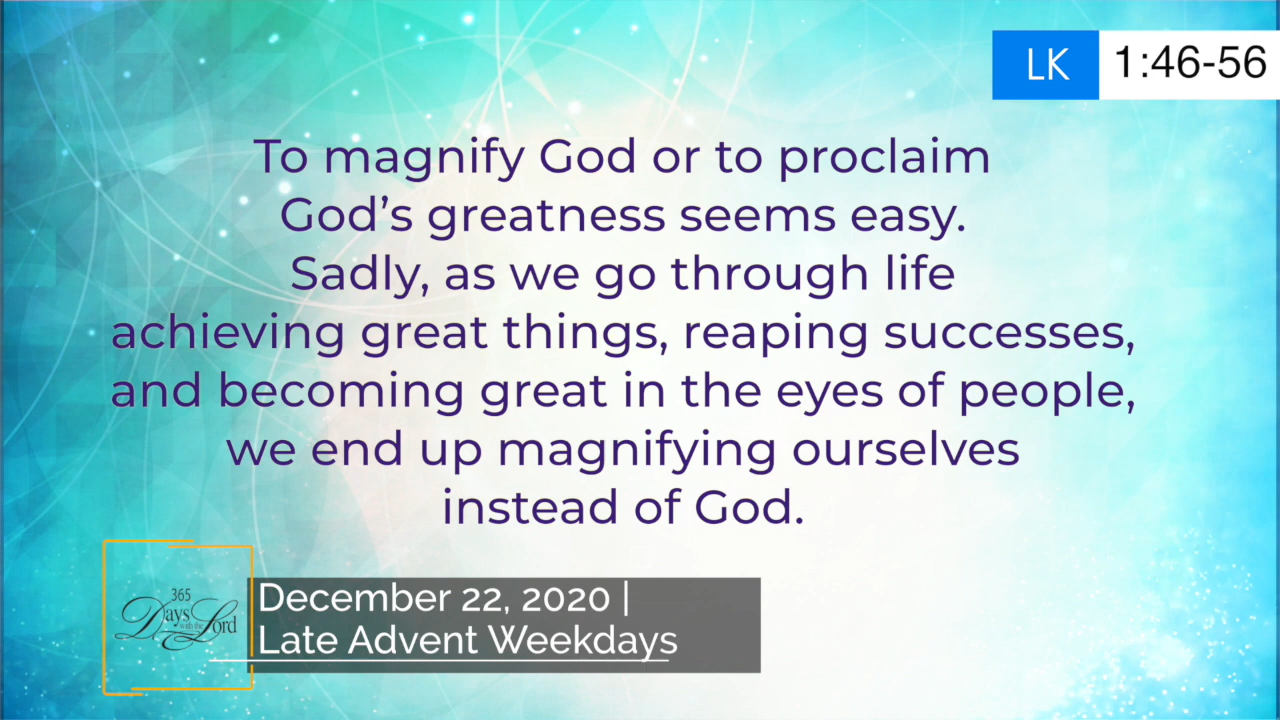 LK 1:46-56
To magnify God or to proclaim
God’s greatness seems easy.
Sadly, as we go through life
achieving great things, reaping successes,
and becoming great in the eyes of people,
we end up magnifying ourselves
instead of God.
365
Days with the Lord
December 22, 2020 |
Late Advent Weekdays